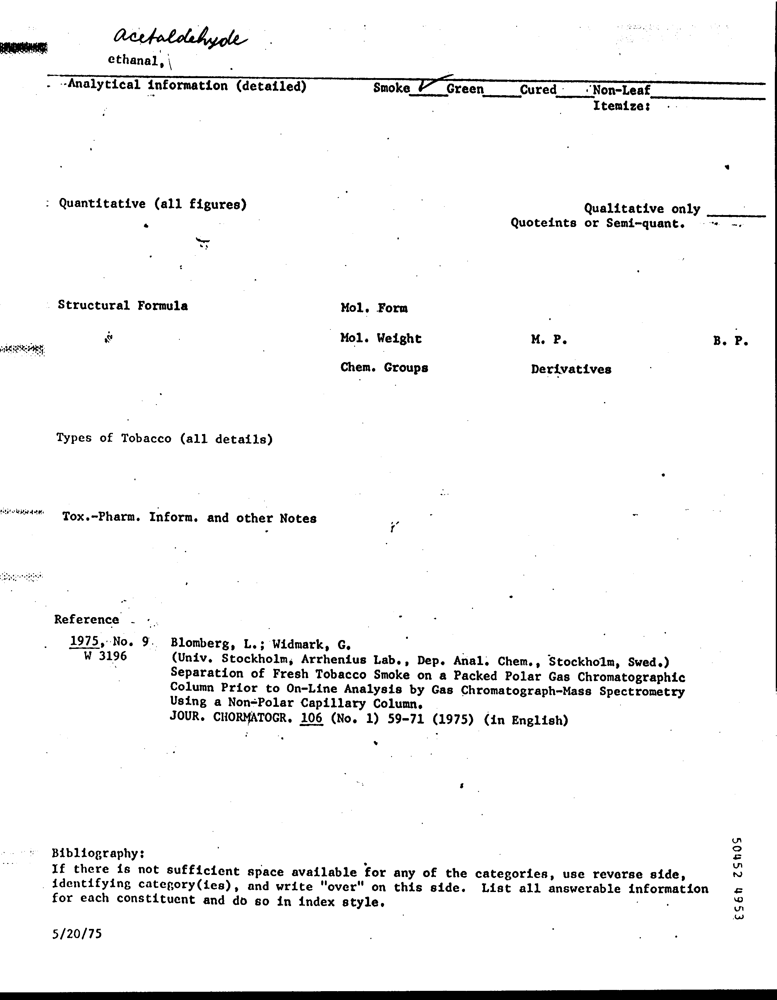 acetaldehyde
ethanal,
Analytical information (detailed) Smoke ✓ Green Cured Non-Leaf
Itemize:
Quantitative (all figures) Qualitative only
Quoteints or Semi-quant.
Structural Formula Mol. Form
Mol. Weight M. P. B. P.
Chem. Groups Derivatives
Types of Tobacco (all details)
Tox.-Pharm. Inform. and other Notes
Reference
1975, No. 9 Blomberg, L.; Widmark, G.
W 3196 (Univ. Stockholm, Arrhenius Lab., Dep. Anal. Chem., Stockholm, Swed.)
Separation of Fresh Tobacco Smoke on a Packed Polar Gas Chromatographic
Column Prior to On-Line Analysis by Gas Chromatograph-Mass Spectrometry
Using a Non-Polar Capillary Column.
JOUR. CHORMATOGR. 106 (No. 1) 59-71 (1975) (in English)
Bibliography:
If there is not sufficient space available for any of the categories, use reverse side,
identifying category(ies), and write "over" on this side. List all answerable information
for each constituent and do so in index style.
5/20/75
50452 4953